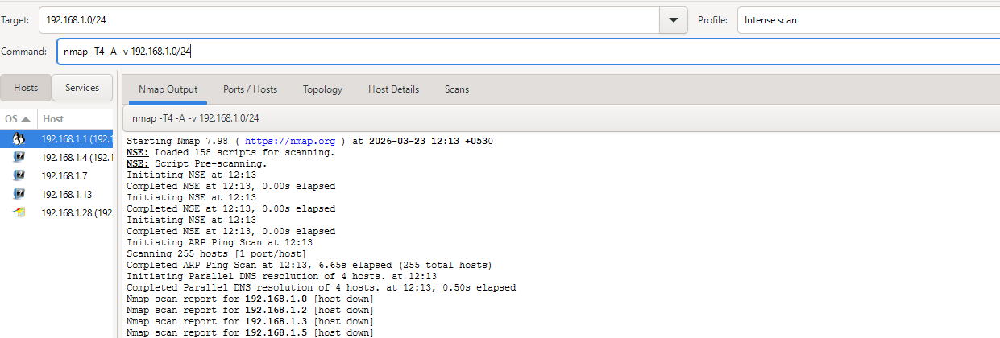 Target: 192.168.1.0/24 Profile: Intense scan
Command: nmap -T4 -A -v 192.168.1.0/24
Hosts Services
Nmap Output Ports / Hosts Topology Host Details Scans
OS Host
nmap -T4 -A -v 192.168.1.0/24
192.168.1.1 (192.1
192.168.1.4 (192.1
192.168.1.7
192.168.1.13
192.168.1.28 (192
Starting Nmap 7.98 ( https://nmap.org ) at 2026-03-23 12:13 +0530
NSE: Loaded 158 scripts for scanning.
NSE: Script Pre-scanning.
Initiating NSE at 12:13
Completed NSE at 12:13, 0.00s elapsed
Initiating NSE at 12:13
Completed NSE at 12:13, 0.00s elapsed
Initiating NSE at 12:13
Completed NSE at 12:13, 0.00s elapsed
Initiating ARP Ping Scan at 12:13
Scanning 255 hosts [1 port/host]
Completed ARP Ping Scan at 12:13, 6.65s elapsed (255 total hosts)
Initiating Parallel DNS resolution of 4 hosts. at 12:13
Completed Parallel DNS resolution of 4 hosts. at 12:13, 0.50s elapsed
Nmap scan report for 192.168.1.0 [host down]
Nmap scan report for 192.168.1.2 [host down]
Nmap scan report for 192.168.1.3 [host down]
Nmap scan report for 192.168.1.5 [host down]